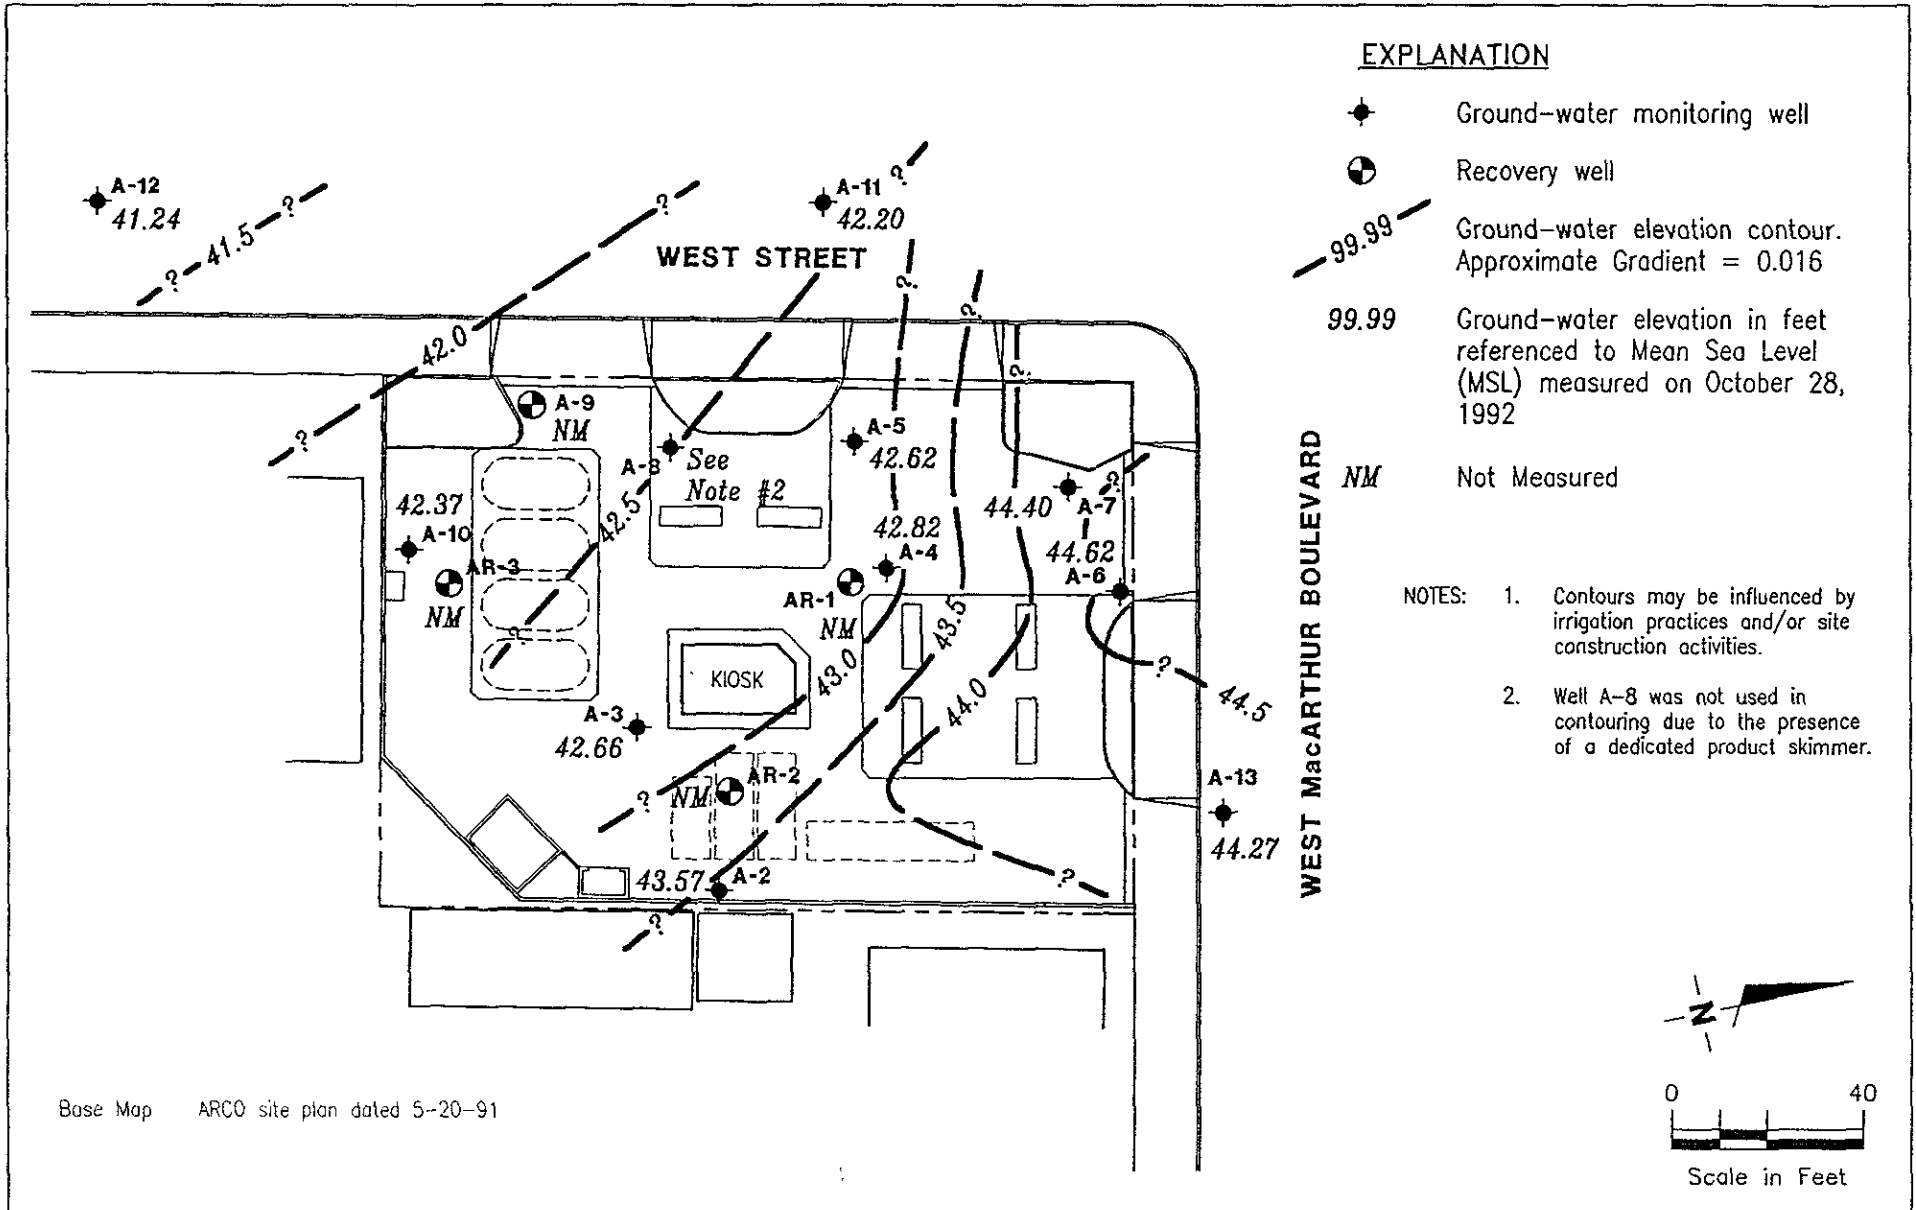 EXPLANATION
Ground-water monitoring well
Recovery well
99.99
Ground-water elevation contour.
Approximate Gradient = 0.016
99.99
Ground-water elevation in feet
referenced to Mean Sea Level
(MSL) measured on October 28,
1992
NM
Not Measured
NOTES:
1. Contours may be influenced by
irrigation practices and/or site
construction activities.
2. Well A-8 was not used in
contouring due to the presence
of a dedicated product skimmer.
A-12
41.24
? 41.5 ?
A-11
42.20
?
WEST STREET
?
42.0
?
?
?
?
A-9
NM
A-8
See
Note #2
A-5
42.62
42.37
A-10
AR-3
NM
42.5
?
42.82
A-4
AR-1
NM
44.40
A-7
?
44.62
A-6
WEST MacARTHUR BOULEVARD
KIOSK
43.0
43.5
44.0
?
44.5
A-3
42.66
?
NM
AR-2
A-13
44.27
43.57
A-2
?
?
N
Base Map ARCO site plan dated 5-20-91
0 40
Scale in Feet